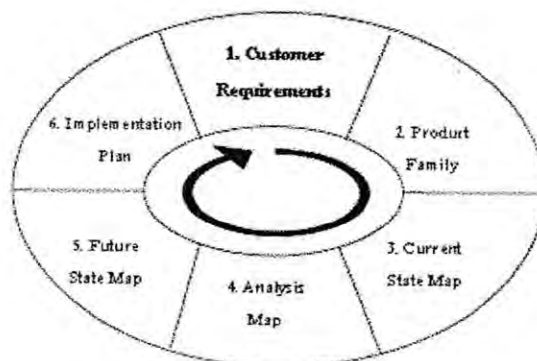 1. Customer
Requirements
2. Product
Family
3. Current
State Map
4. Analysis
Map
5. Future
State Map
6. Implementation
Plan